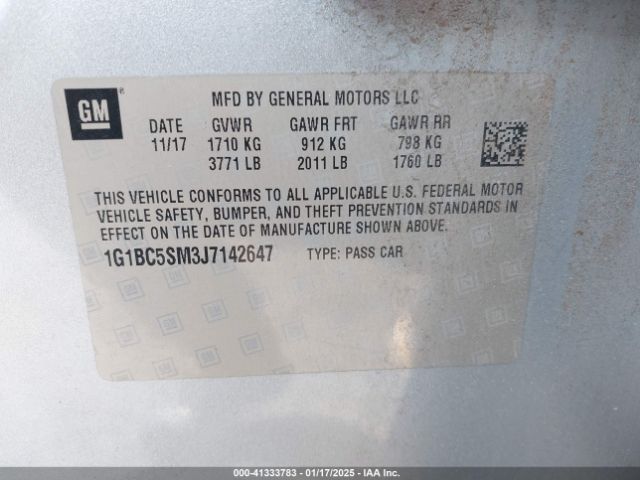 GM ®
MFD BY GENERAL MOTORS LLC
DATE GVWR GAWR FRT GAWR RR
11/17 1710 KG 912 KG 798 KG
3771 LB 2011 LB 1760 LB
THIS VEHICLE CONFORMS TO ALL APPLICABLE U.S. FEDERAL MOTOR
VEHICLE SAFETY, BUMPER, AND THEFT PREVENTION STANDARDS IN
EFFECT ON THE DATE OF MANUFACTURE SHOWN ABOVE.
1G1BC5SM3J7142647 TYPE: PASS CAR
000-41333783 - 01/17/2025 - IAA Inc.